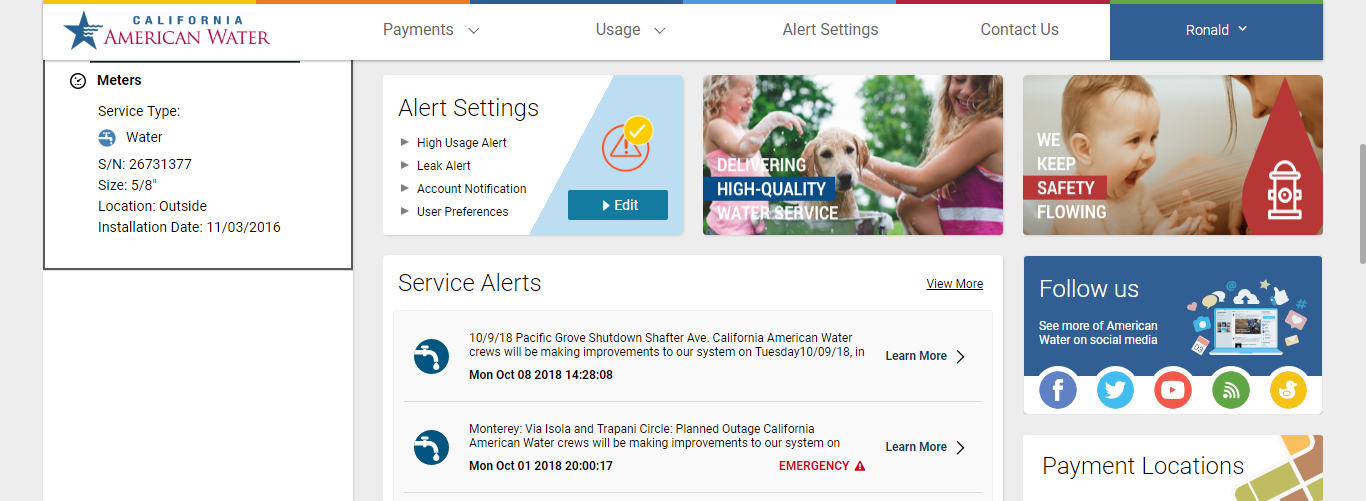 CALIFORNIA
AMERICAN WATER
Payments
Usage
Alert Settings
Contact Us
Ronald
Meters
Service Type:
Water
S/N: 26731377
Size: 5/8"
Location: Outside
Installation Date: 11/03/2016
Alert Settings
High Usage Alert
Leak Alert
Account Notification
User Preferences
Edit
DELIVERING
HIGH-QUALITY
WATER SERVICE
WE
KEEP
SAFETY
FLOWING
Service Alerts
View More
10/9/18 Pacific Grove Shutdown Shafter Ave. California American Water
crews will be making improvements to our system on Tuesday10/09/18, in
Mon Oct 08 2018 14:28:08
Learn More
Monterey: Via Isola and Trapani Circle: Planned Outage California
American Water crews will be making improvements to our system on
Mon Oct 01 2018 20:00:17
EMERGENCY
Learn More
Follow us
See more of American
Water on social media
Payment Locations